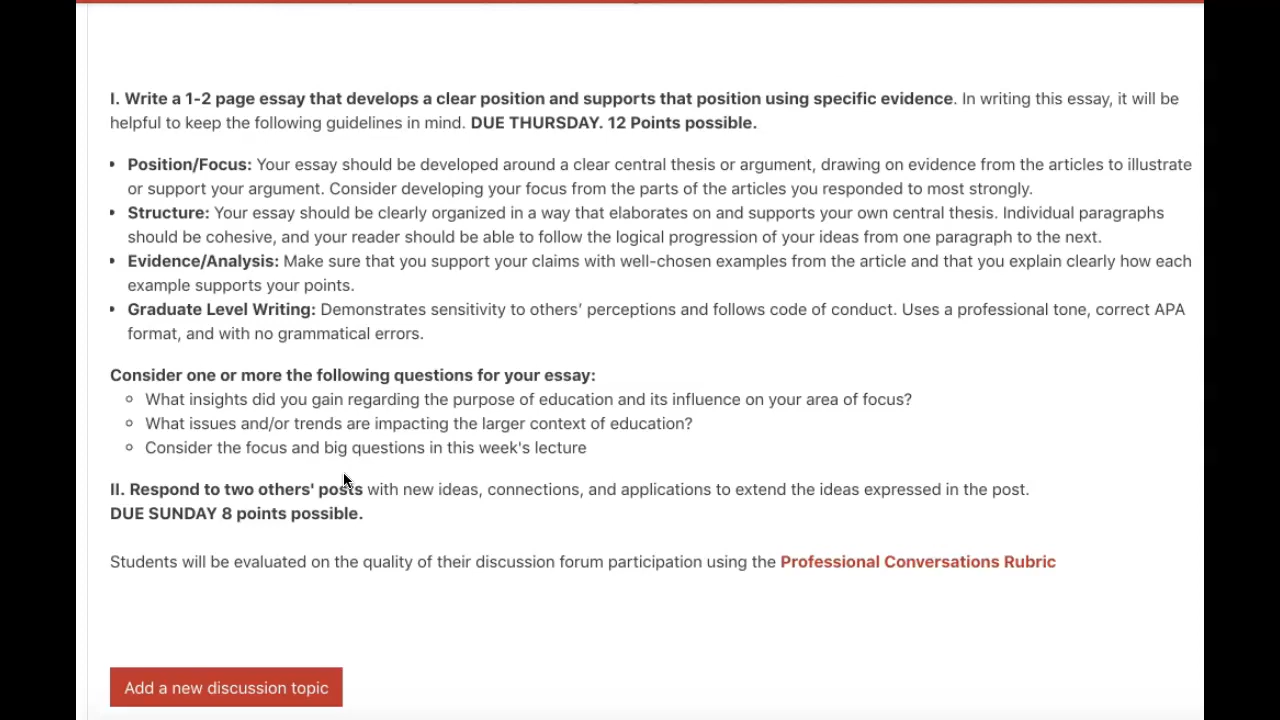 I. Write a 1-2 page essay that develops a clear position and supports that position using specific evidence. In writing this essay, it will be
helpful to keep the following guidelines in mind. DUE THURSDAY. 12 Points possible.
• Position/Focus: Your essay should be developed around a clear central thesis or argument, drawing on evidence from the articles to illustrate
or support your argument. Consider developing your focus from the parts of the articles you responded to most strongly.
• Structure: Your essay should be clearly organized in a way that elaborates on and supports your own central thesis. Individual paragraphs
should be cohesive, and your reader should be able to follow the logical progression of your ideas from one paragraph to the next.
• Evidence/Analysis: Make sure that you support your claims with well-chosen examples from the article and that you explain clearly how each
example supports your points.
• Graduate Level Writing: Demonstrates sensitivity to others’ perceptions and follows code of conduct. Uses a professional tone, correct APA
format, and with no grammatical errors.
Consider one or more the following questions for your essay:
◦ What insights did you gain regarding the purpose of education and its influence on your area of focus?
◦ What issues and/or trends are impacting the larger context of education?
◦ Consider the focus and big questions in this week's lecture
II. Respond to two others' posts with new ideas, connections, and applications to extend the ideas expressed in the post.
DUE SUNDAY 8 points possible.
Students will be evaluated on the quality of their discussion forum participation using the Professional Conversations Rubric
Add a new discussion topic